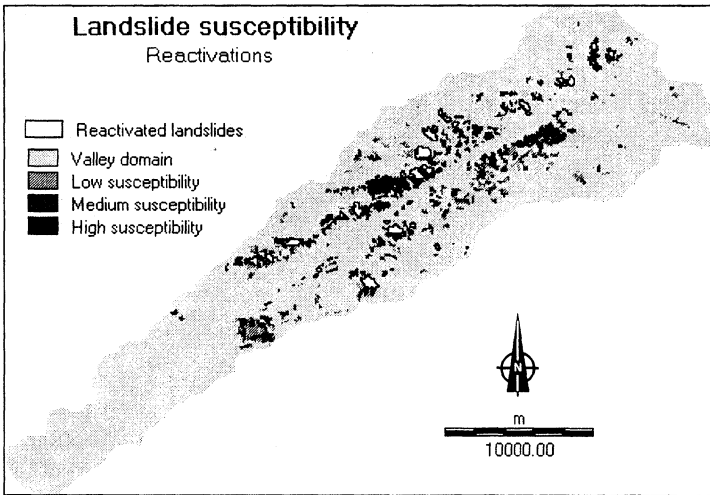 Landslide susceptibility
Reactivations
Reactivated landslides
Valley domain
Low susceptibility
Medium susceptibility
High susceptibility
N
m
10000.00